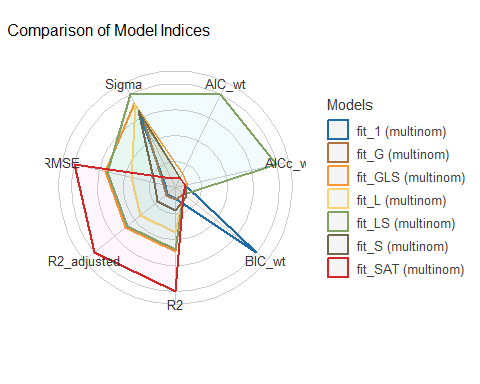 Comparison of Model Indices
Sigma
AIC_wt
RMSE
AICc_wt
R2_adjusted
BIC_wt
R2
Models
fit_1 (multinom)
fit_G (multinom)
fit_GLS (multinom)
fit_L (multinom)
fit_LS (multinom)
fit_S (multinom)
fit_SAT (multinom)